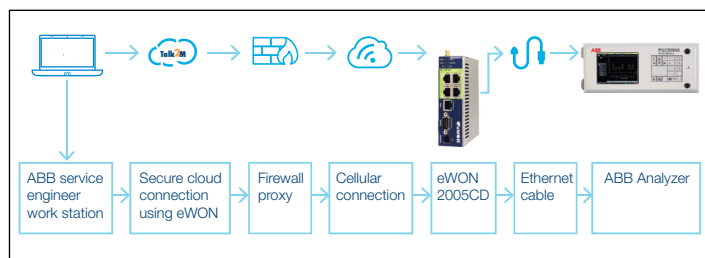 Talk2M
ABB
PGC5000A
eWON
ABB service
engineer
work station
Secure cloud
connection
using eWON
Firewall
proxy
Cellular
connection
eWON
2005CD
Ethernet
cable
ABB Analyzer